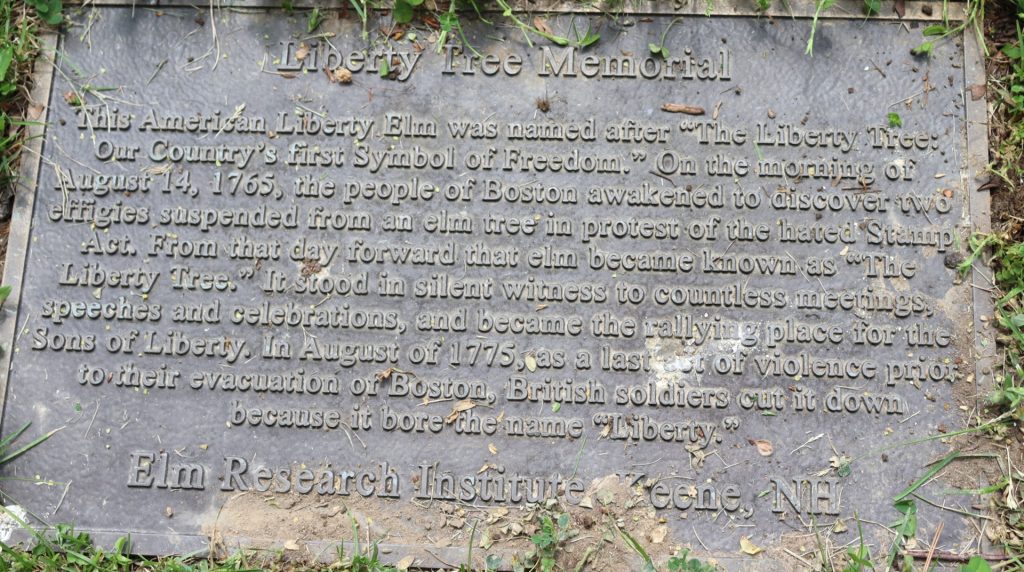 Liberty Tree Memorial
This American Liberty Elm was named after "The Liberty Tree:
Our Country's first Symbol of Freedom." On the morning of
August 14, 1765, the people of Boston awakened to discover two
effigies suspended from an elm tree in protest of the hated Stamp
Act. From that day forward that elm became known as "The
Liberty Tree." It stood in silent witness to countless meetings,
speeches and celebrations, and became the rallying place for the
Sons of Liberty. In August of 1775, as a last act of violence prior
to their evacuation of Boston, British soldiers cut it down
because it bore the name "Liberty."
Elm Research Institute, Keene, NH